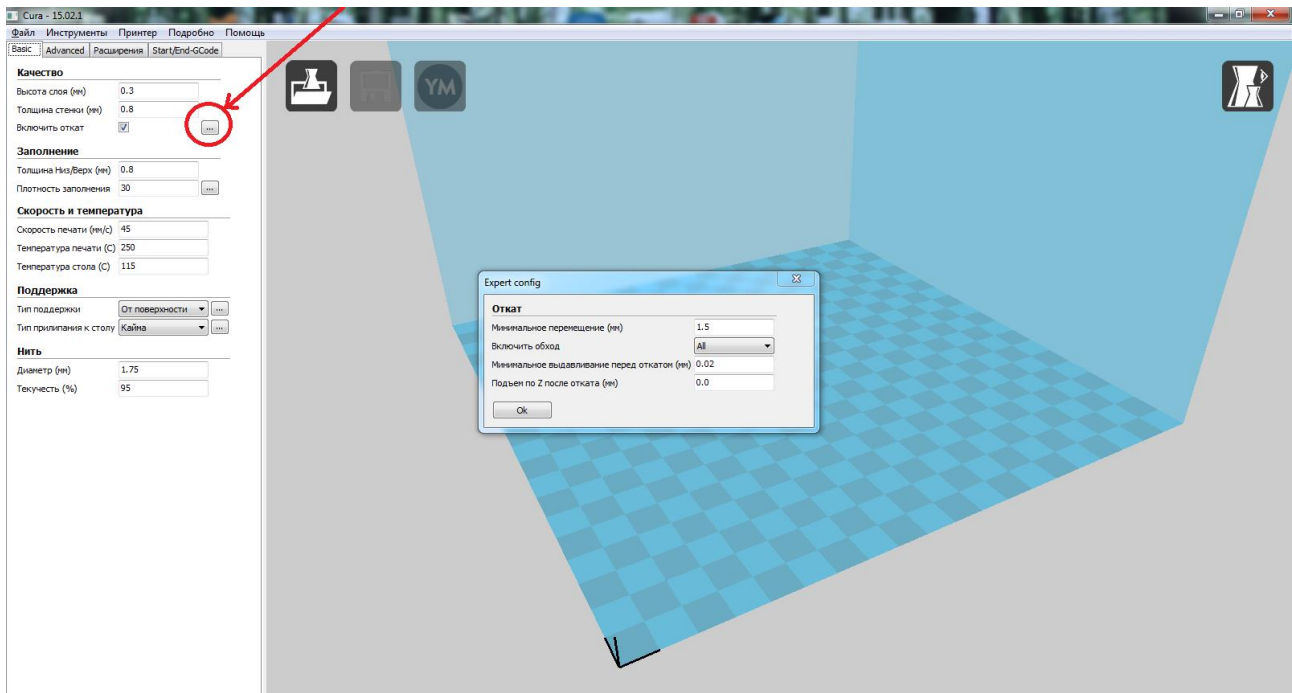 Cura - 15.02.1
Файл Инструменты Принтер Подробно Помощь
Basic Advanced Расширения Start/End-GCode
Качество
Высота слоя (мм) 0.3
Толщина стенки (мм) 0.8
Включить откат ...
Заполнение
Толщина Низ/Верх (мм) 0.8
Плотность заполнения 30 ...
Скорость и температура
Скорость печати (мм/с) 45
Температура печати (С) 250
Температура стола (С) 115
Поддержка
Тип поддержки От поверхности ...
Тип прилипания к столу Кайма ...
Нить
Диаметр (мм) 1.75
Текучесть (%) 95
YM
Expert config
Откат
Минимальное перемещение (мм) 1.5
Включить обход All
Минимальное выдавливание перед откатом (мм) 0.02
Подъем по Z после отката (мм) 0.0
Ok